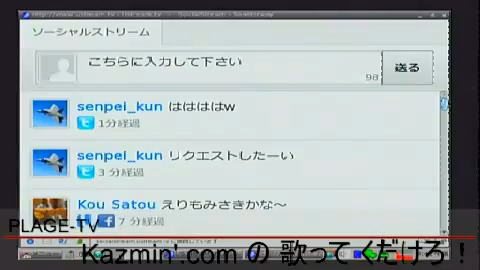 ソーシャルストリーム
こちらに入力して下さい
98
送る
senpei_kun ははははw
1分経過
senpei_kun リクエストしたーい
3 分経過
Kou Satou えりもみさきかな〜
7 分経過
PLAGE-TV
Kazmin'.com の 歌ってくだけろ！